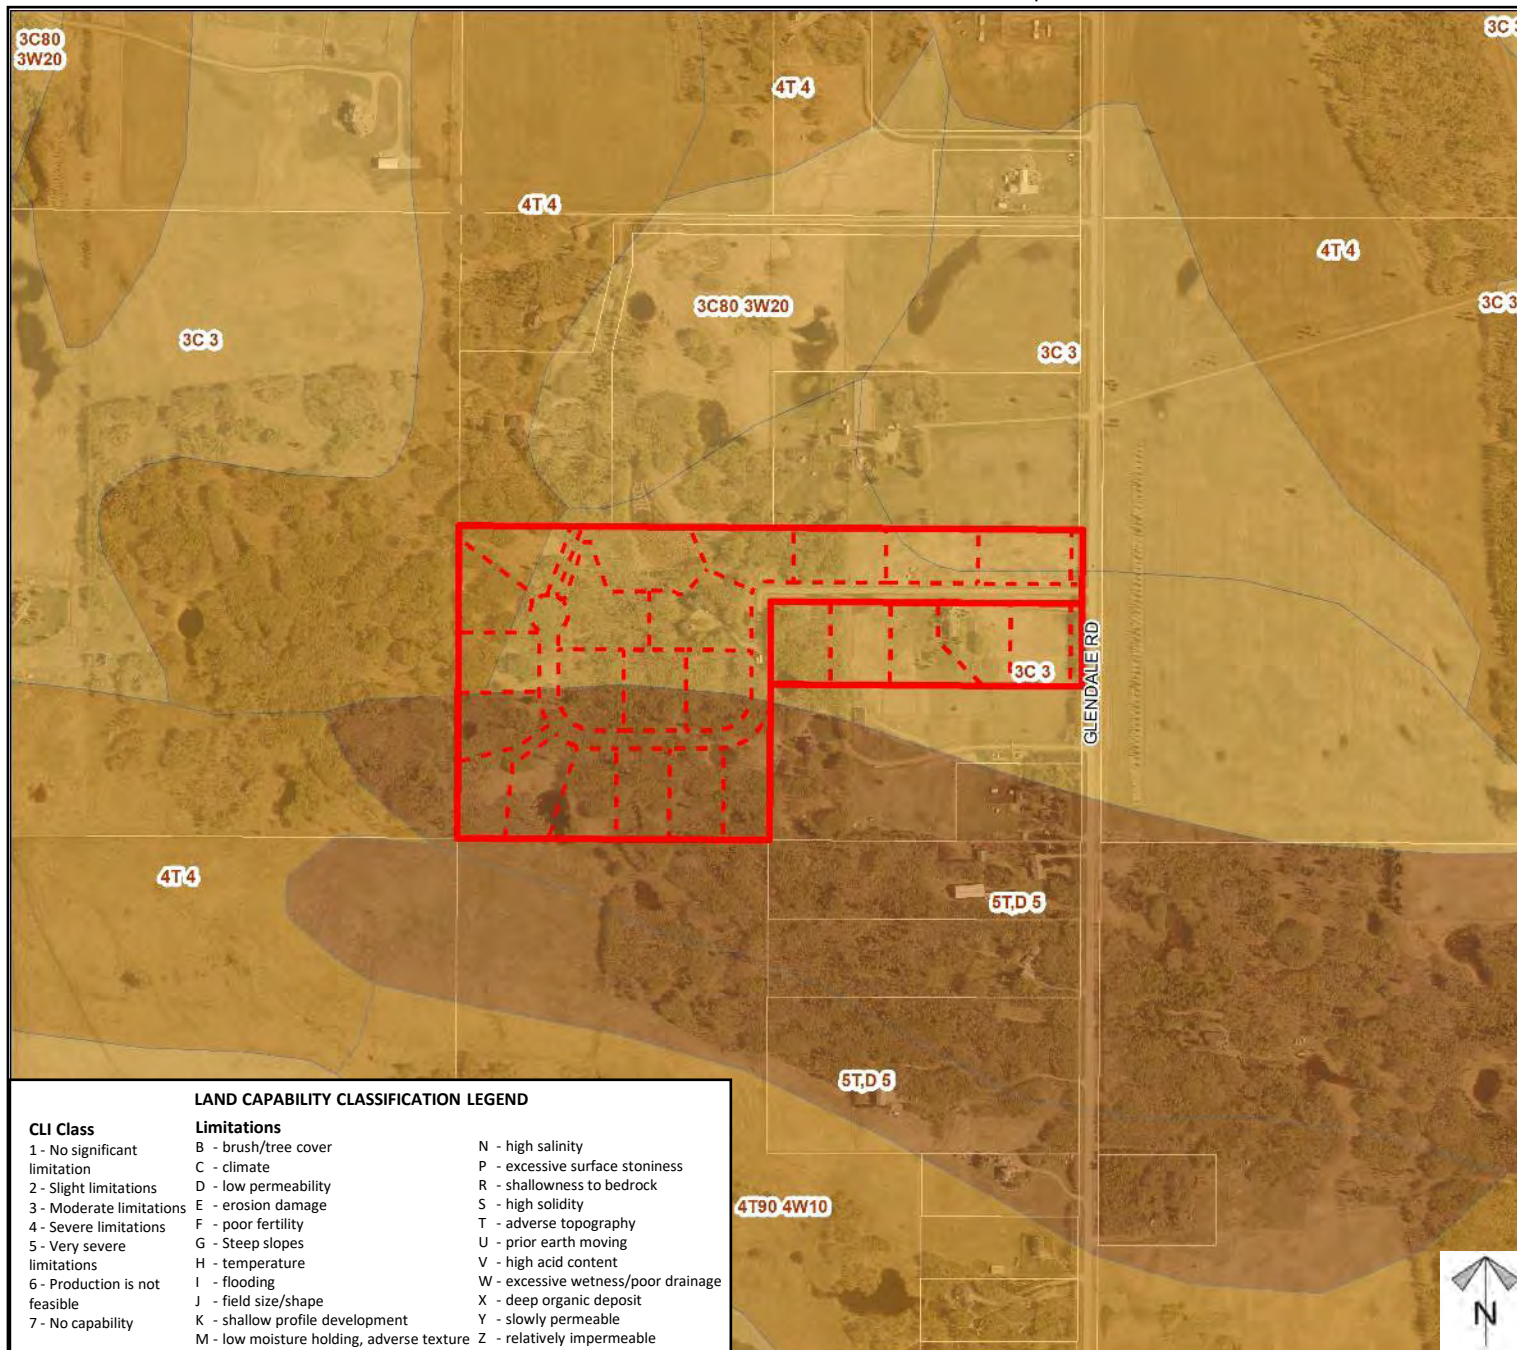 3C80
3W20
3C 3
4T 4
4T 4
4T 4
3C80 3W20
3C 3
3C 3
3C 3
GLENDALE RD
3C 3
4T 4
5T,D 5
5T,D 5
4T90 4W10
LAND CAPABILITY CLASSIFICATION LEGEND
CLI Class
1 - No significant
limitation
2 - Slight limitations
3 - Moderate limitations
4 - Severe limitations
5 - Very severe
limitations
6 - Production is not
feasible
7 - No capability
Limitations
B - brush/tree cover
C - climate
D - low permeability
E - erosion damage
F - poor fertility
G - Steep slopes
H - temperature
I - flooding
J - field size/shape
K - shallow profile development
M - low moisture holding, adverse texture
N - high salinity
P - excessive surface stoniness
R - shallowness to bedrock
S - high solidity
T - adverse topography
U - prior earth moving
V - high acid content
W - excessive wetness/poor drainage
X - deep organic deposit
Y - slowly permeable
Z - relatively impermeable
N